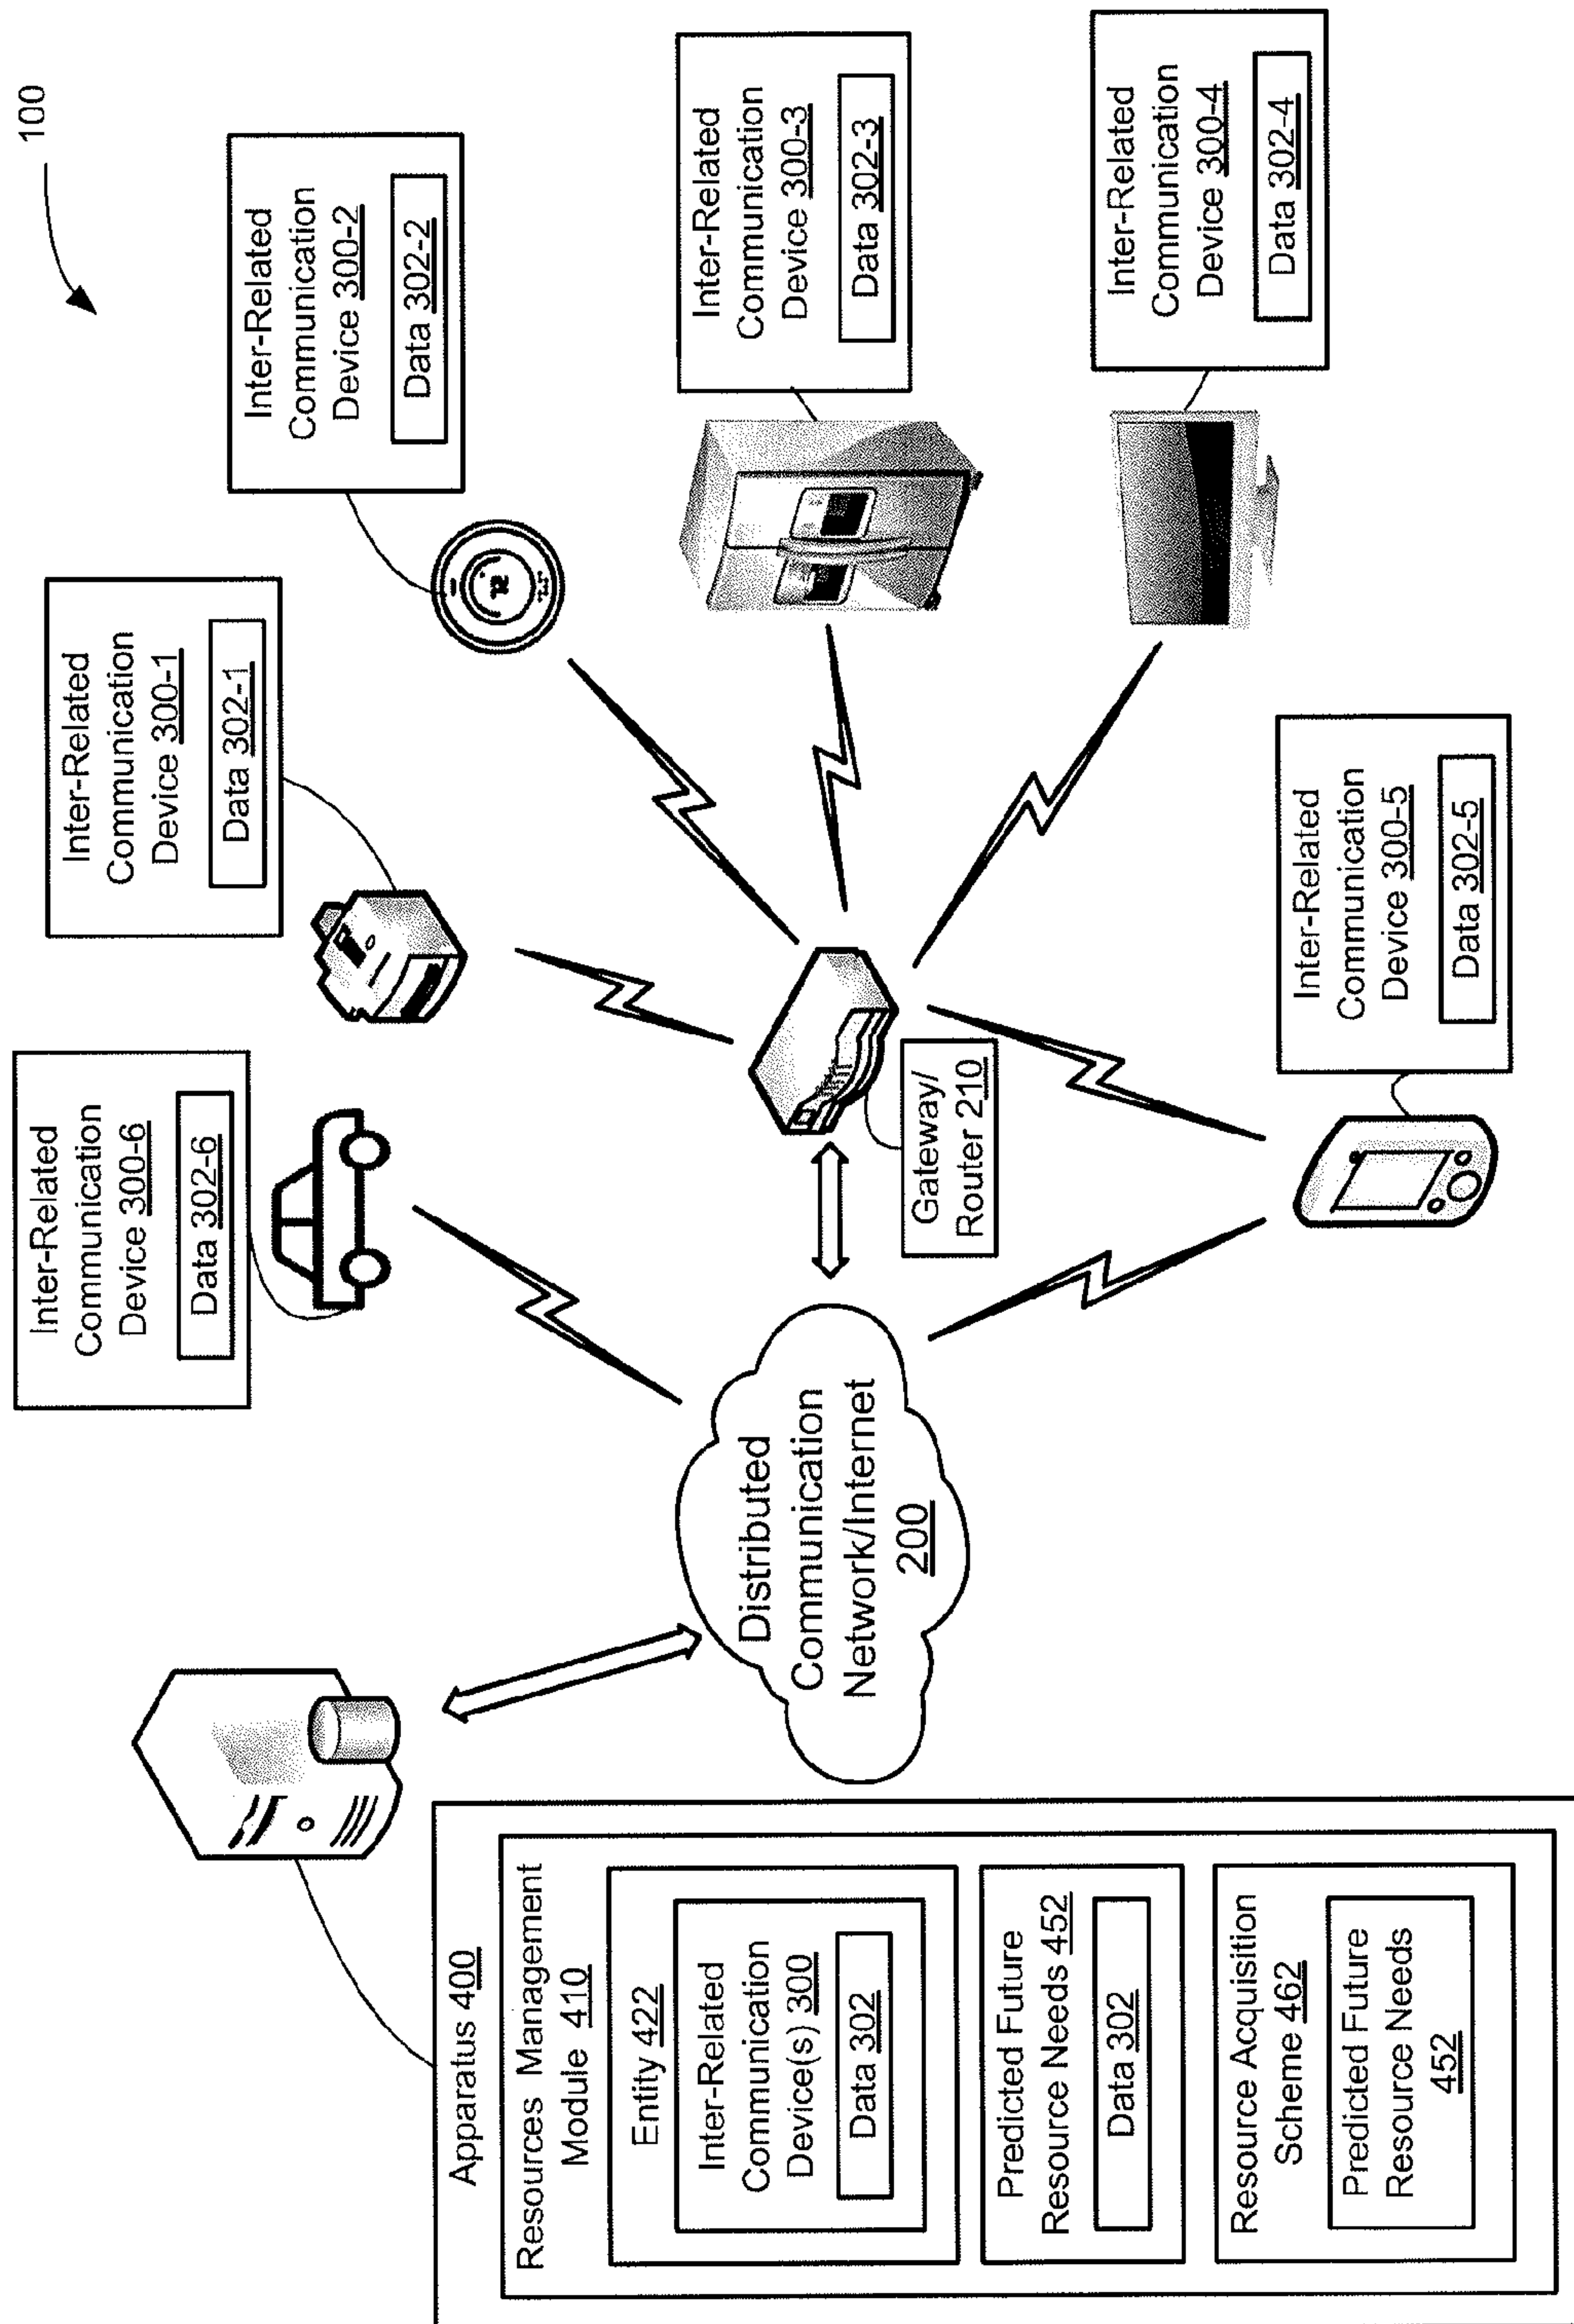 100
Inter-Related
Communication
Device 300-6
Data 302-6
Inter-Related
Communication
Device 300-1
Data 302-1
Inter-Related
Communication
Device 300-2
Data 302-2
Inter-Related
Communication
Device 300-3
Data 302-3
Inter-Related
Communication
Device 300-4
Data 302-4
Inter-Related
Communication
Device 300-5
Data 302-5
Gateway/
Router 210
Distributed
Communication
Network/Internet
200
Apparatus 400
Resources Management
Module 410
Entity 422
Inter-Related
Communication
Device(s) 300
Data 302
Predicted Future
Resource Needs 452
Data 302
Resource Acquisition
Scheme 462
Predicted Future
Resource Needs
452